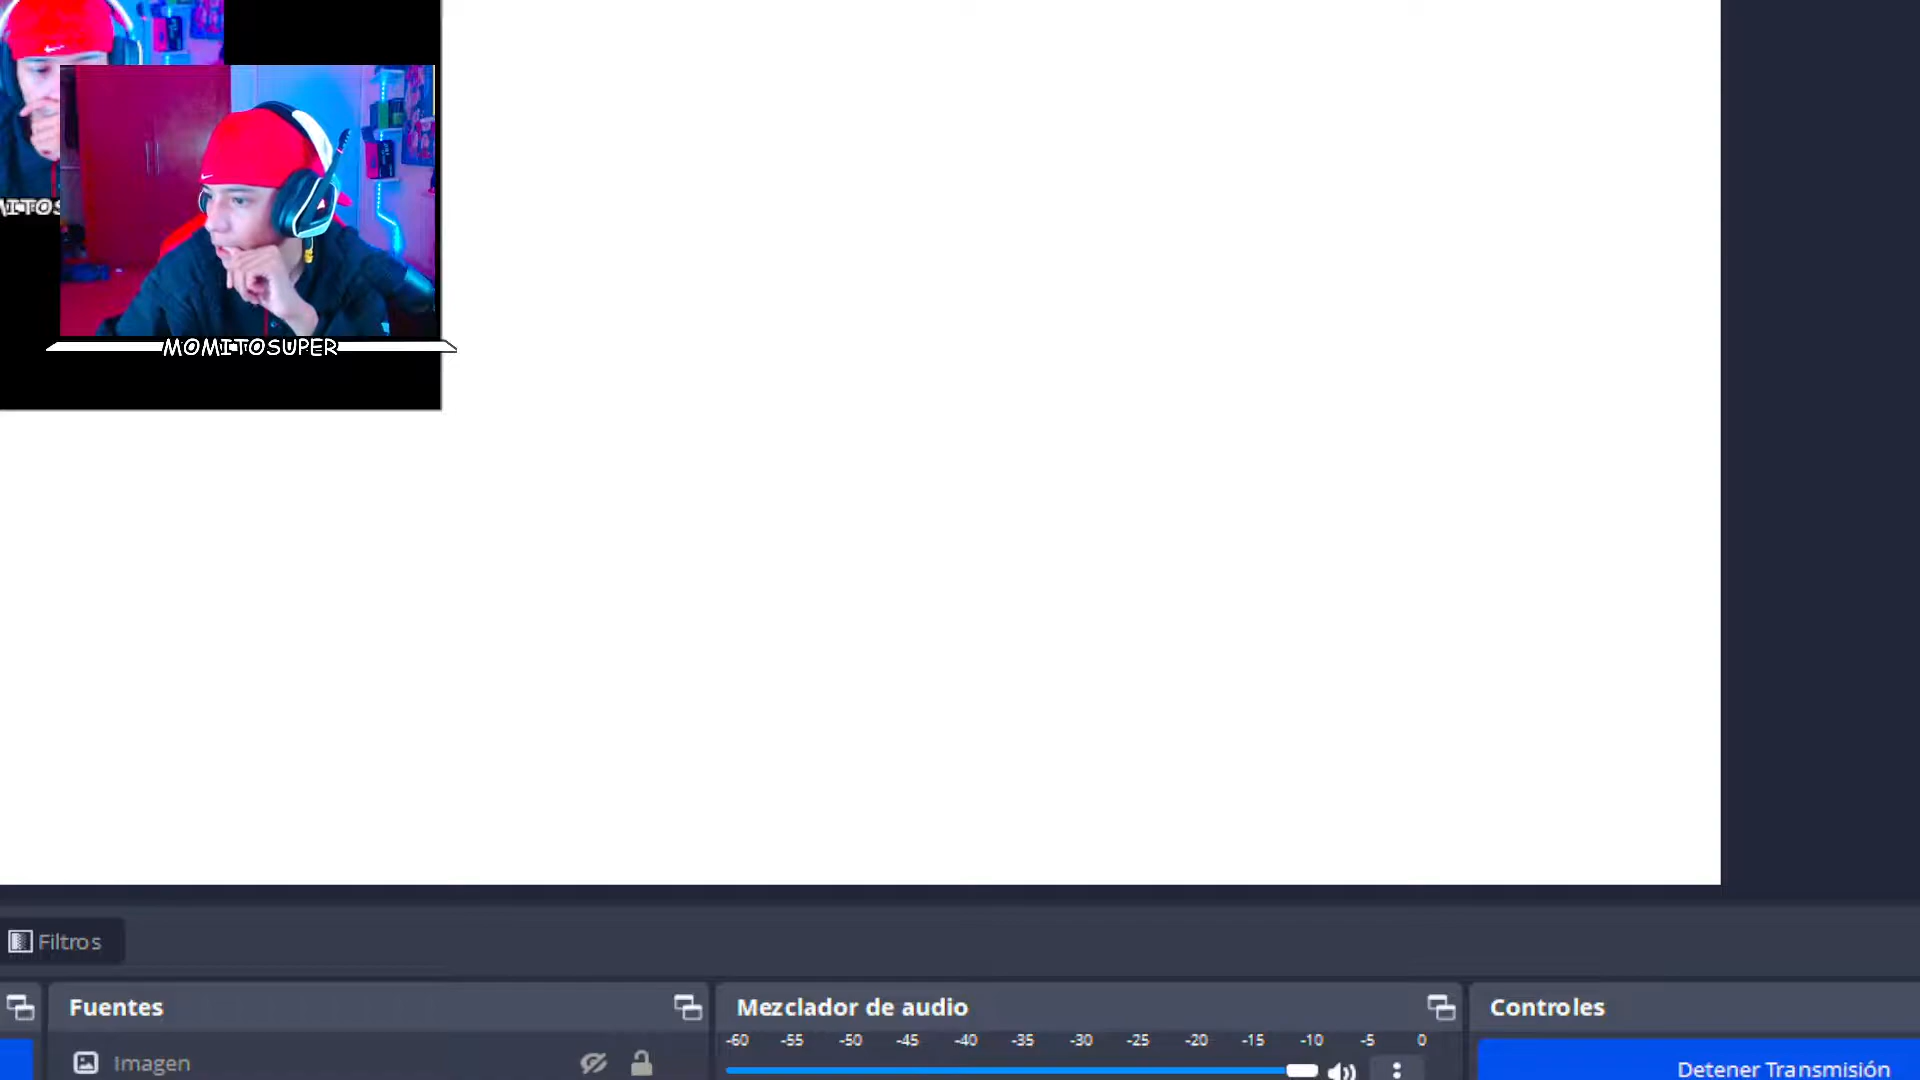 MITOS
MOMITOSUPER
Filtros
Fuentes
Mezclador de audio
Controles
-60 -55 -50 -45 -40 -35 -30 -25 -20 -15 -10 -5 0
Imagen
Detener Transmisión